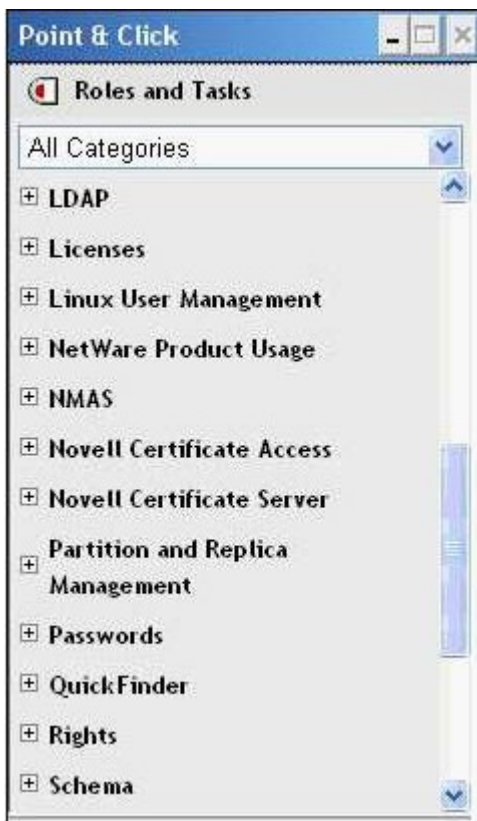 Point & Click
Roles and Tasks
All Categories
LDAP
Licenses
Linux User Management
NetWare Product Usage
NMAS
Novell Certificate Access
Novell Certificate Server
Partition and Replica
Management
Passwords
QuickFinder
Rights
Schema